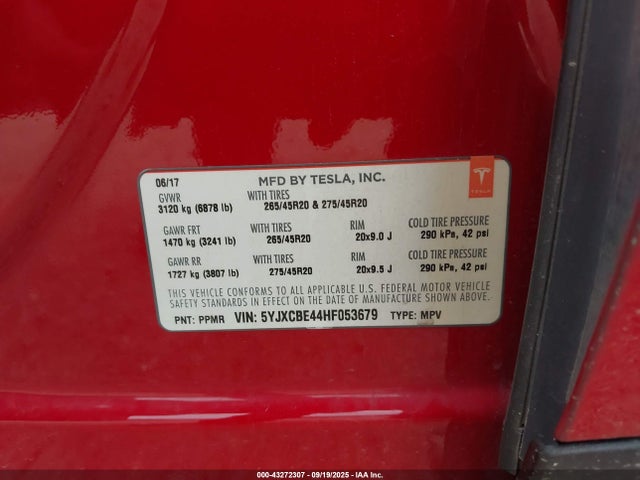 06/17 MFD BY TESLA, INC.
GVWR WITH TIRES
3120 kg (6878 lb) 265/45R20 & 275/45R20
GAWR FRT WITH TIRES RIM COLD TIRE PRESSURE
1470 kg (3241 lb) 265/45R20 20x9.0 J 290 kPa, 42 psi
GAWR RR WITH TIRES RIM COLD TIRE PRESSURE
1727 kg (3807 lb) 275/45R20 20x9.5 J 290 kPa, 42 psi
THIS VEHICLE CONFORMS TO ALL APPLICABLE U.S. FEDERAL MOTOR VEHICLE
SAFETY STANDARDS IN EFFECT ON THE DATE OF MANUFACTURE SHOWN ABOVE.
PNT: PPMR VIN: 5YJXCBE44HF053679 TYPE: MPV
TESLA
000-43272307 - 09/19/2025 - IAA Inc.